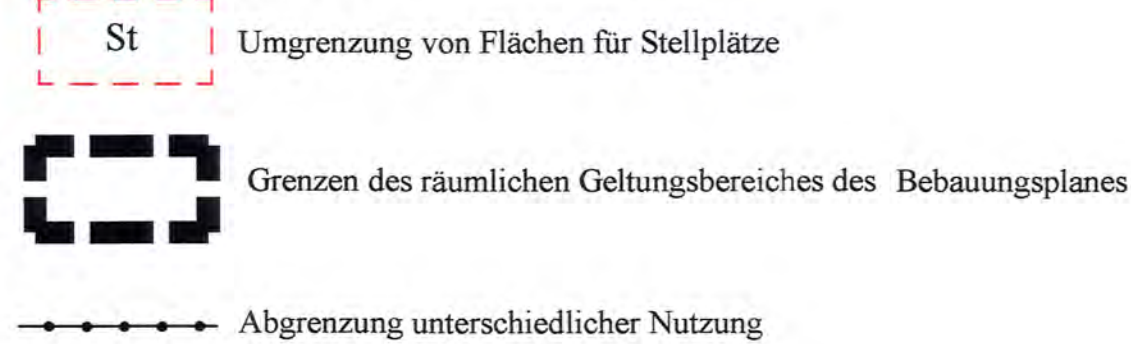 St
Umgrenzung von Flächen für Stellplätze
Grenzen des räumlichen Geltungsbereiches des Bebauungsplanes
Abgrenzung unterschiedlicher Nutzung